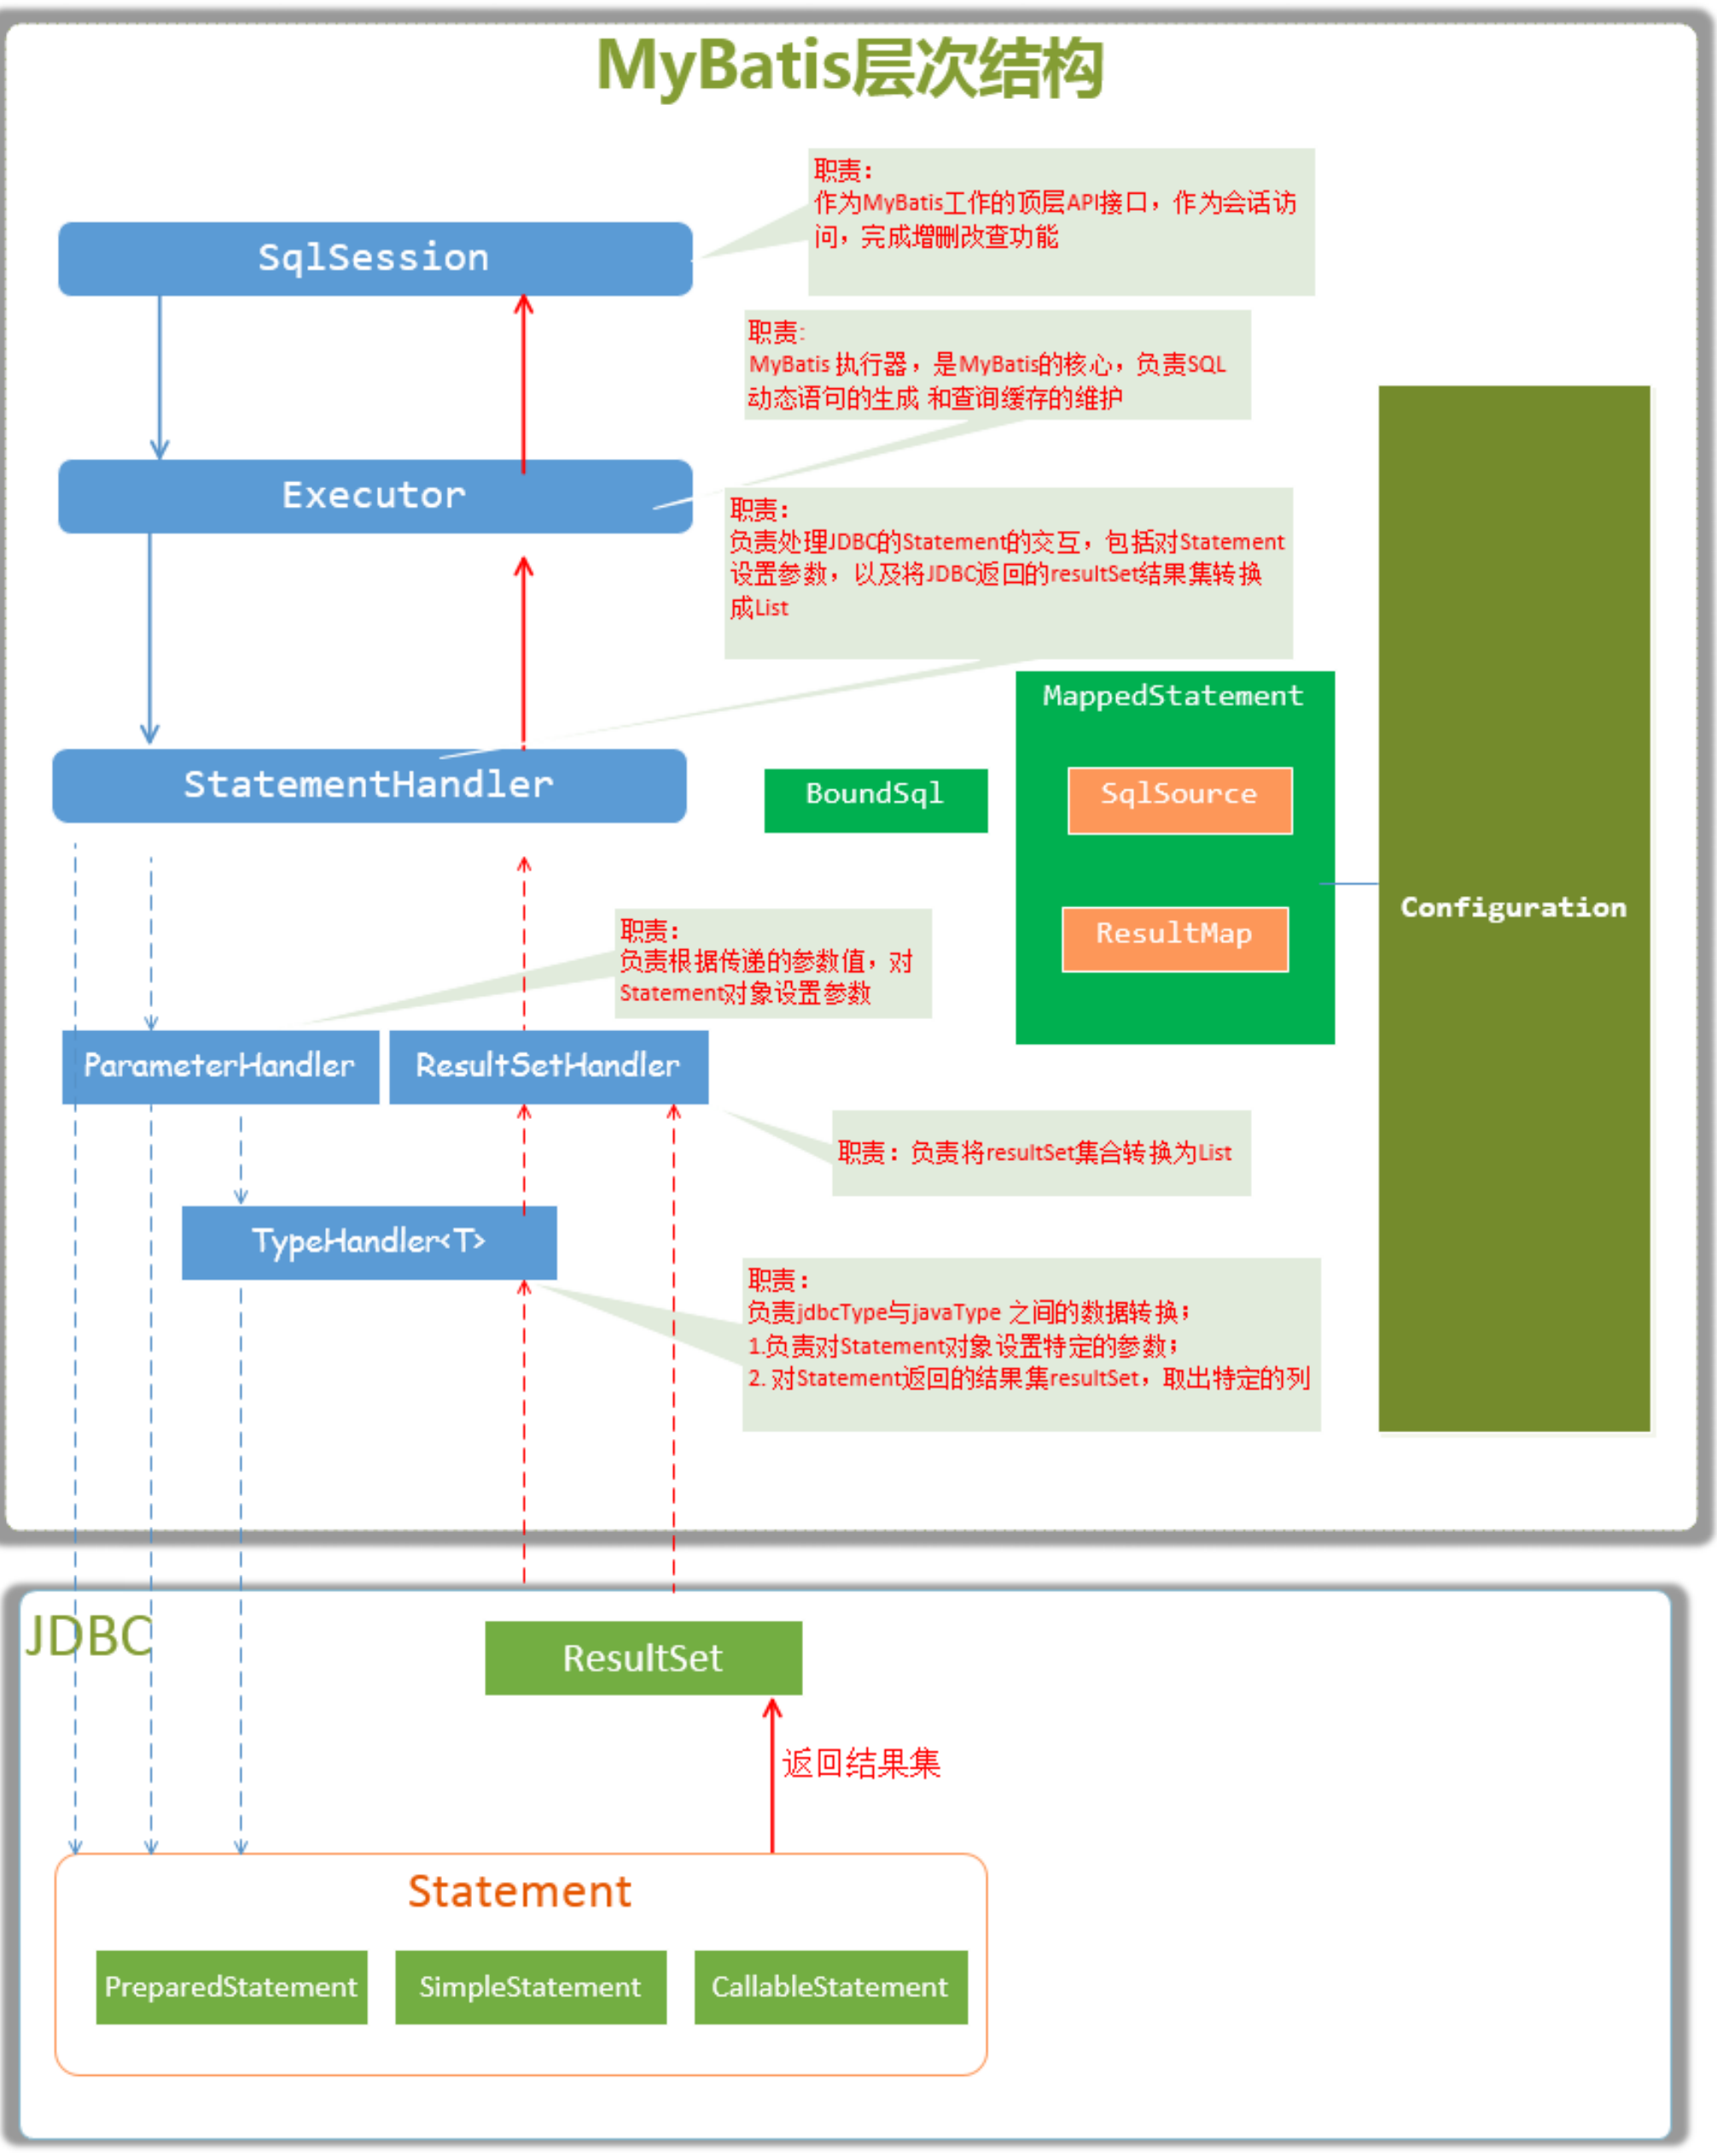 MyBatis层次结构
职责：
作为MyBatis工作的顶层API接口，作为会话访
问，完成增删改查功能
SqlSession
职责:
MyBatis 执行器，是MyBatis的核心，负责SQL
动态语句的生成 和查询缓存的维护
Executor
职责：
负责处理JDBC的Statement的交互，包括对Statement
设置参数，以及将JDBC返回的resultSet结果集转换
成List
MappedStatement
StatementHandler
BoundSql
SqlSource
Configuration
ResultMap
职责：
负责根据传递的参数值，对
Statement对象设置参数
ParameterHandler
ResultSetHandler
职责：负责将resultSet集合转换为List
TypeHandler<T>
职责：
负责jdbcType与javaType 之间的数据转换；
1.负责对Statement对象设置特定的参数；
2. 对Statement返回的结果集resultSet，取出特定的列
JDBC
ResultSet
返回结果集
Statement
PreparedStatement
SimpleStatement
CallableStatement